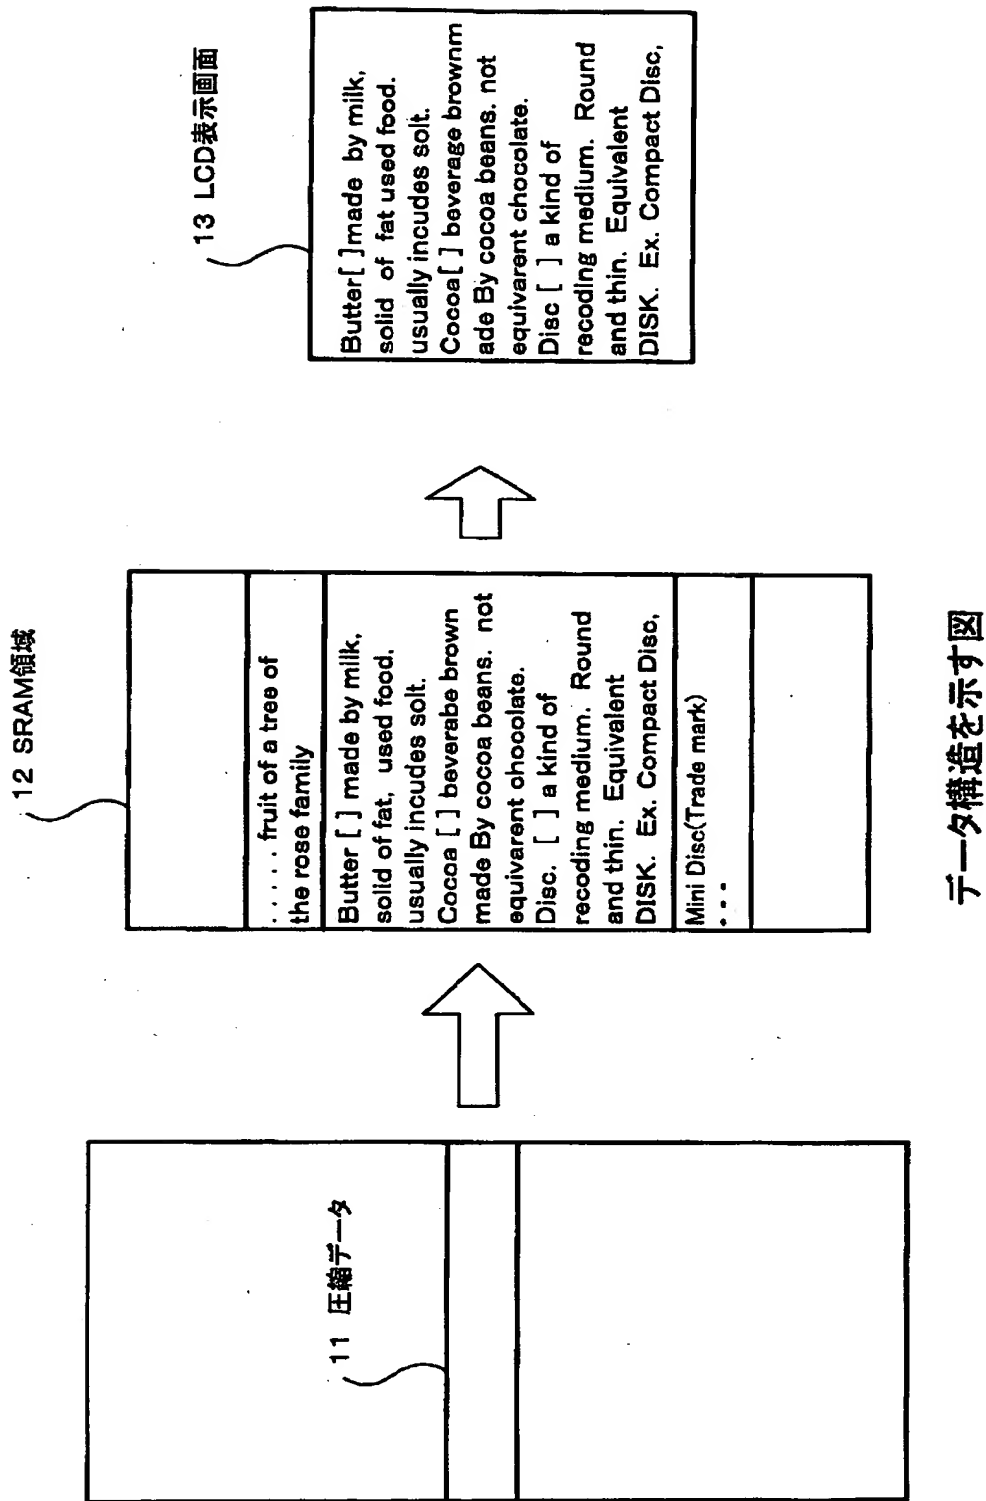 11 圧縮データ
12 SRAM領域
. . . . . fruit of a tree of
the rose family
Butter [ ] made by milk,
solid of fat, used food.
usually incudes solt.
Cocoa [ ] beverabe brown
made By cocoa beans. not
equivarent ohocolate.
Disc. [ ] a kind of
recoding medium. Round
and thin. Equivalent
DISK. Ex. Compact Disc,
Mini Disc(Trade mark)
• • •
13 LCD表示画面
Butter[ ]made by milk,
solid of fat used food.
usually incudes solt.
Cocoa[ ] beverage brownm
ade By cocoa beans. not
equivarent chocolate.
Disc [ ] a kind of
recoding medium. Round
and thin. Equivalent
DISK. Ex. Compact Disc,
データ構造を示す図